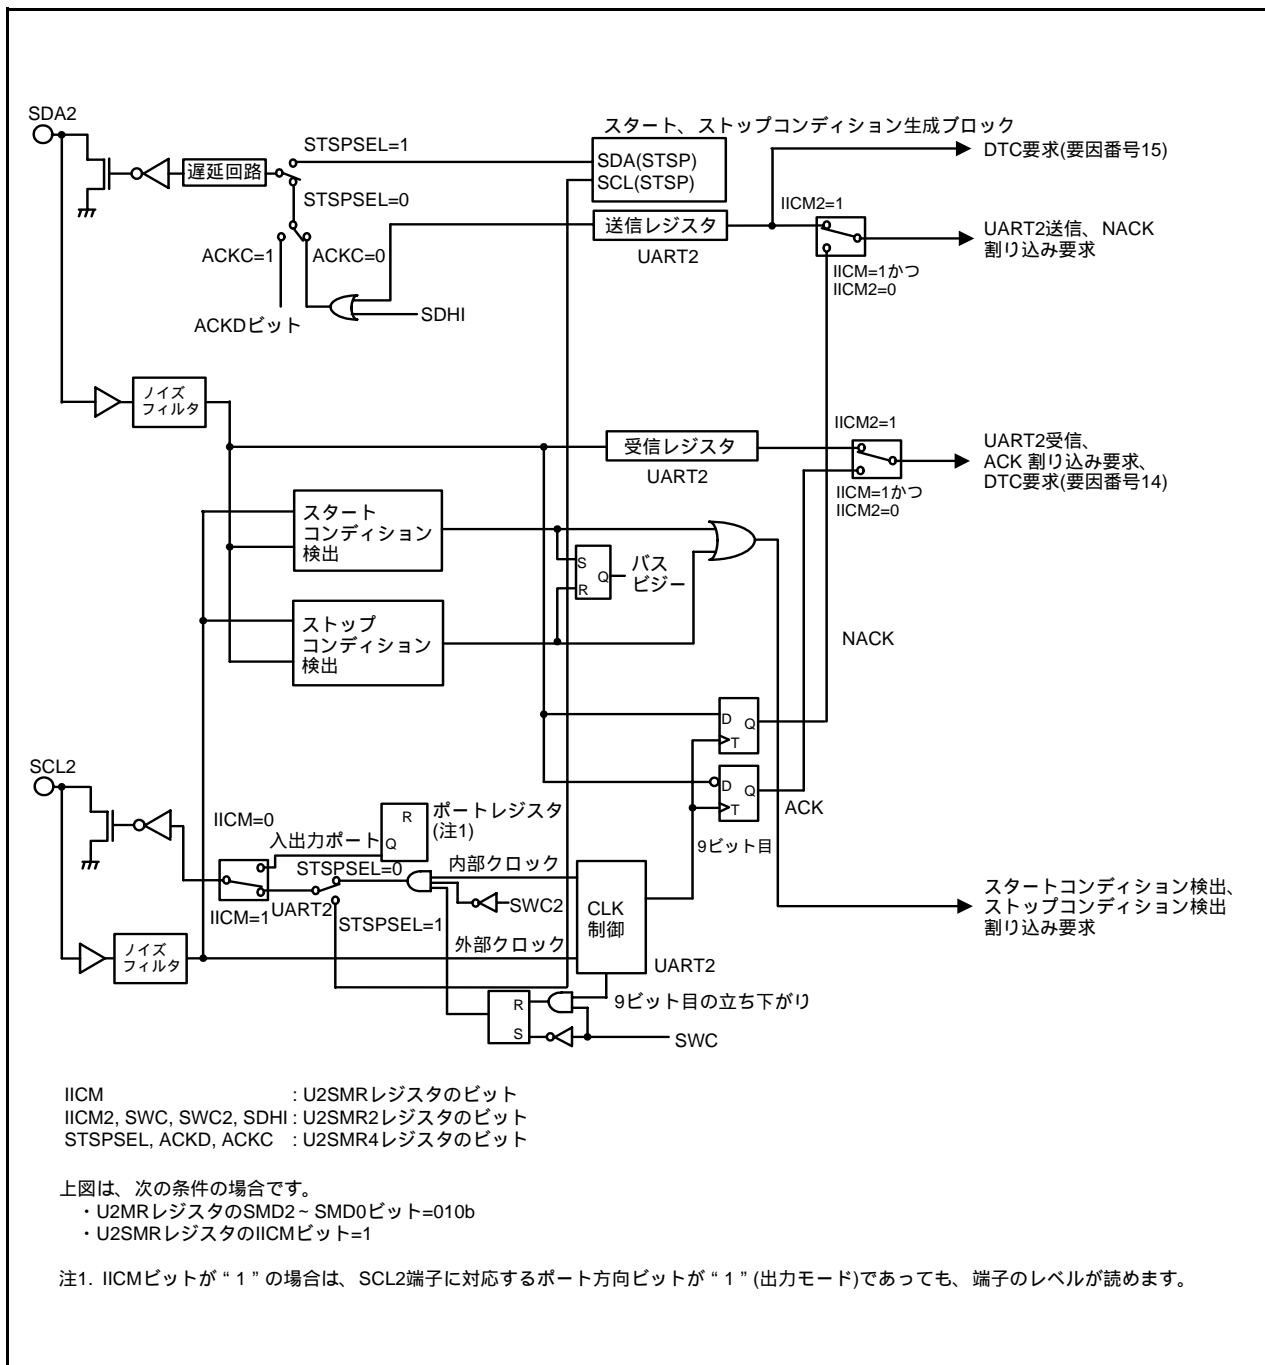 SDA2
STSPSEL=1
遅延回路
STSPSEL=0
ACKC=1
ACKC=0
ACKDビット
SDHI
スタート、ストップコンディション生成ブロック
SDA(STSP)
SCL(STSP)
送信レジスタ
UART2
DTC要求(要因番号15)
IICM2=1
UART2送信、NACK
割り込み要求
IICM=1かつ
IICM2=0
ノイズ
フィルタ
受信レジスタ
UART2
IICM2=1
UART2受信、
ACK 割り込み要求、
DTC要求(要因番号14)
IICM=1かつ
IICM2=0
スタート
コンディション
検出
S
R
Q
バス
ビジー
ストップ
コンディション
検出
NACK
D
Q
T
D
Q
T
ACK
9ビット目
SCL2
IICM=0
入出力ポート
R
Q
ポートレジスタ
(注1)
STSPSEL=0
内部クロック
IICM=1
UART2
STSPSEL=1
SWC2
CLK
制御
外部クロック
UART2
ノイズ
フィルタ
スタートコンディション検出、
ストップコンディション検出
割り込み要求
R
S
9ビット目の立ち下がり
SWC
IICM : U2SMRレジスタのビット
IICM2, SWC, SWC2, SDHI : U2SMR2レジスタのビット
STSPSEL, ACKD, ACKC : U2SMR4レジスタのビット
上図は、次の条件の場合です。
・U2MRレジスタのSMD2~SMD0ビット=010b
・U2SMRレジスタのIICMビット=1
注1. IICMビットが“1”の場合は、SCL2端子に対応するポート方向ビットが“1”(出力モード)であっても、端子のレベルが読めます。